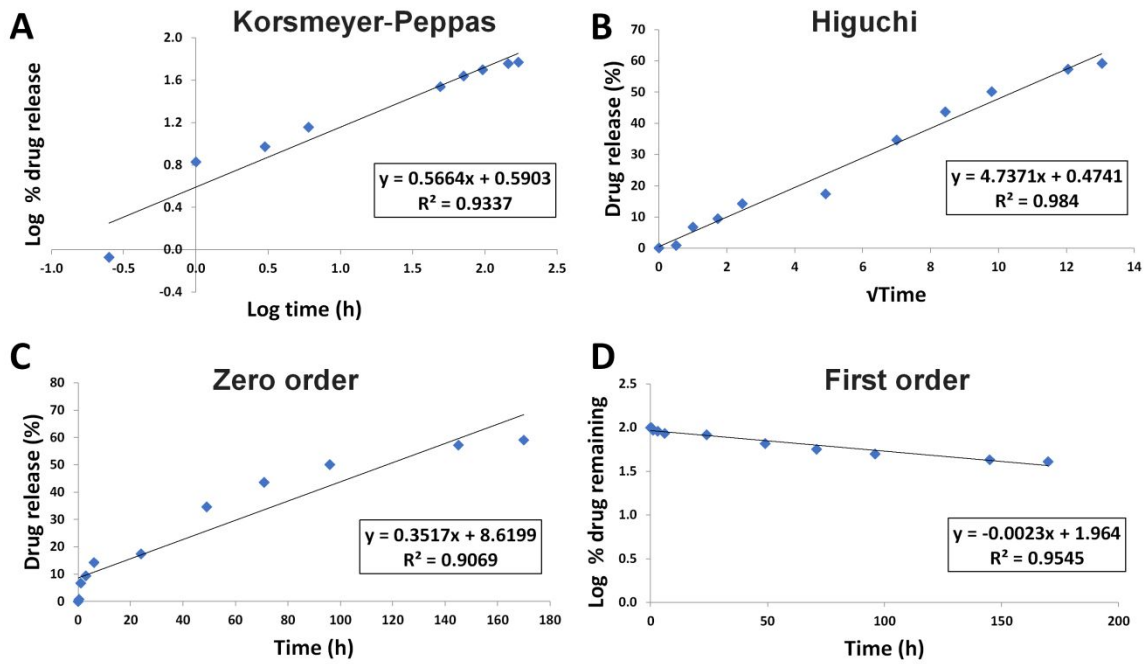 A
Korsmeyer-Peppas
Log % drug release
2.0
1.6
1.2
0.8
0.4
0.0
-0.4
-1.0
-0.5
0.0
0.5
1.0
1.5
2.0
2.5
y = 0.5664x + 0.5903
R² = 0.9337
Log time (h)
B
Higuchi
Drug release (%)
70
60
50
40
30
20
10
0
0
2
4
6
8
10
12
14
y = 4.7371x + 0.4741
R² = 0.984
√Time
C
Zero order
Drug release (%)
80
70
60
50
40
30
20
10
0
0
20
40
60
80
100
120
140
160
180
y = 0.3517x + 8.6199
R² = 0.9069
Time (h)
D
First order
Log % drug remaining
2.5
2.0
1.5
1.0
0.5
0.0
0
50
100
150
200
y = -0.0023x + 1.964
R² = 0.9545
Time (h)